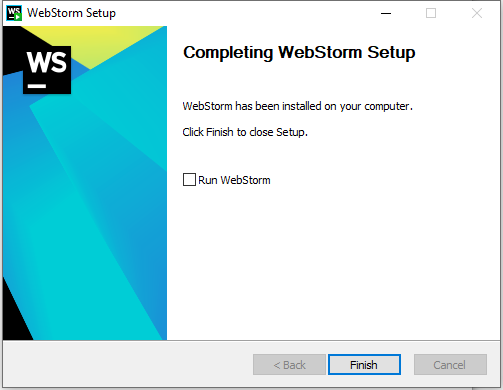 WS WebStorm Setup
WS
Completing WebStorm Setup
WebStorm has been installed on your computer.
Click Finish to close Setup.
Run WebStorm
< Back Finish Cancel